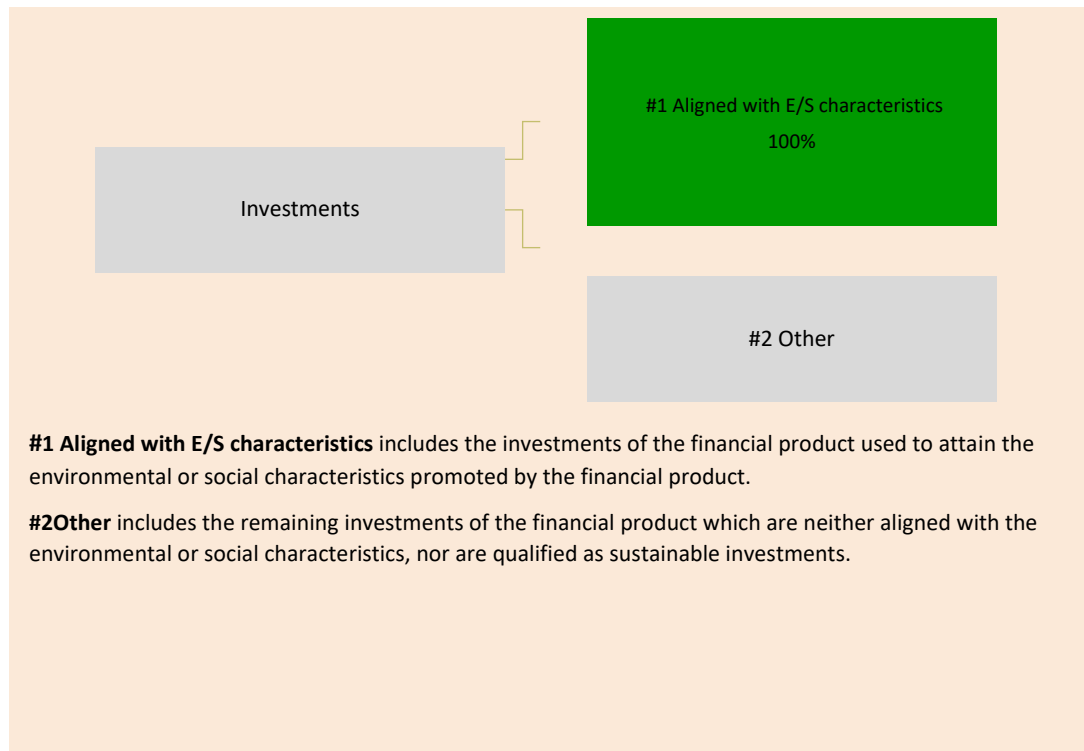 #1 Aligned with E/S characteristics
100%
Investments
#2 Other
#1 Aligned with E/S characteristics includes the investments of the financial product used to attain the
environmental or social characteristics promoted by the financial product.
#2Other includes the remaining investments of the financial product which are neither aligned with the
environmental or social characteristics, nor are qualified as sustainable investments.